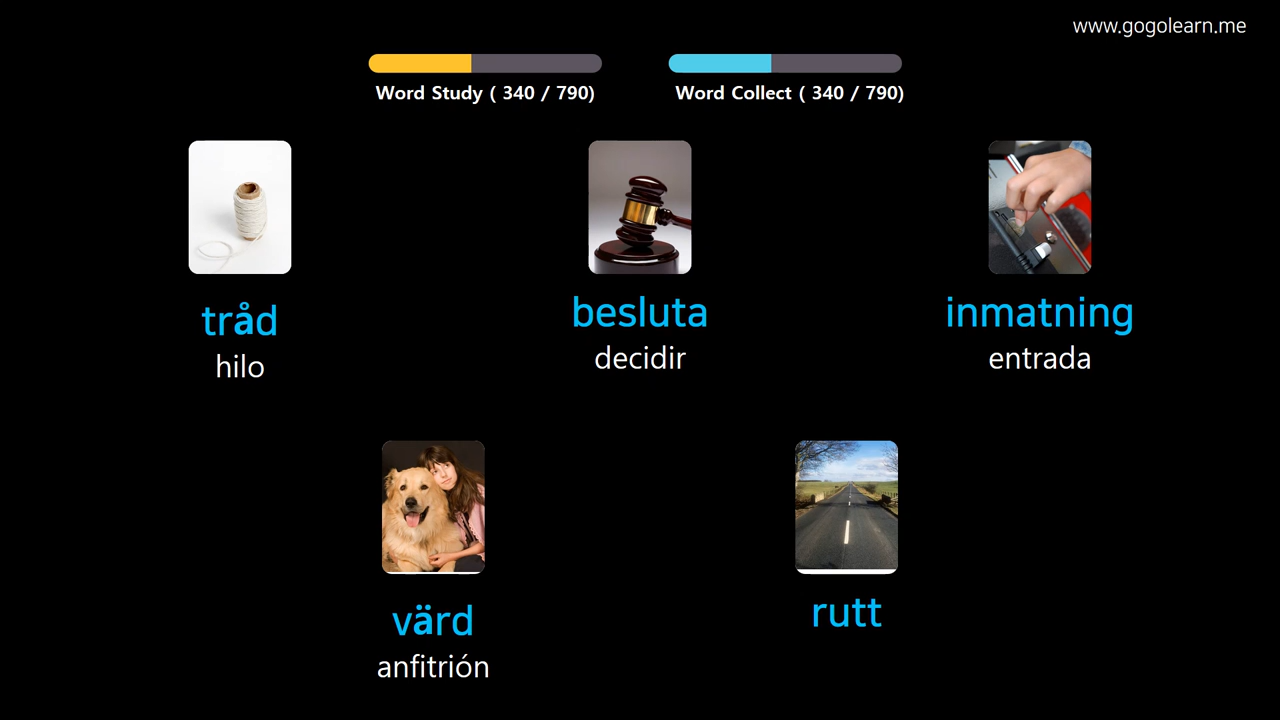 www.gogolearn.me
Word Study ( 340 / 790)
Word Collect ( 340 / 790)
tråd
hilo
besluta
decidir
inmatning
entrada
värd
anfitrión
rutt